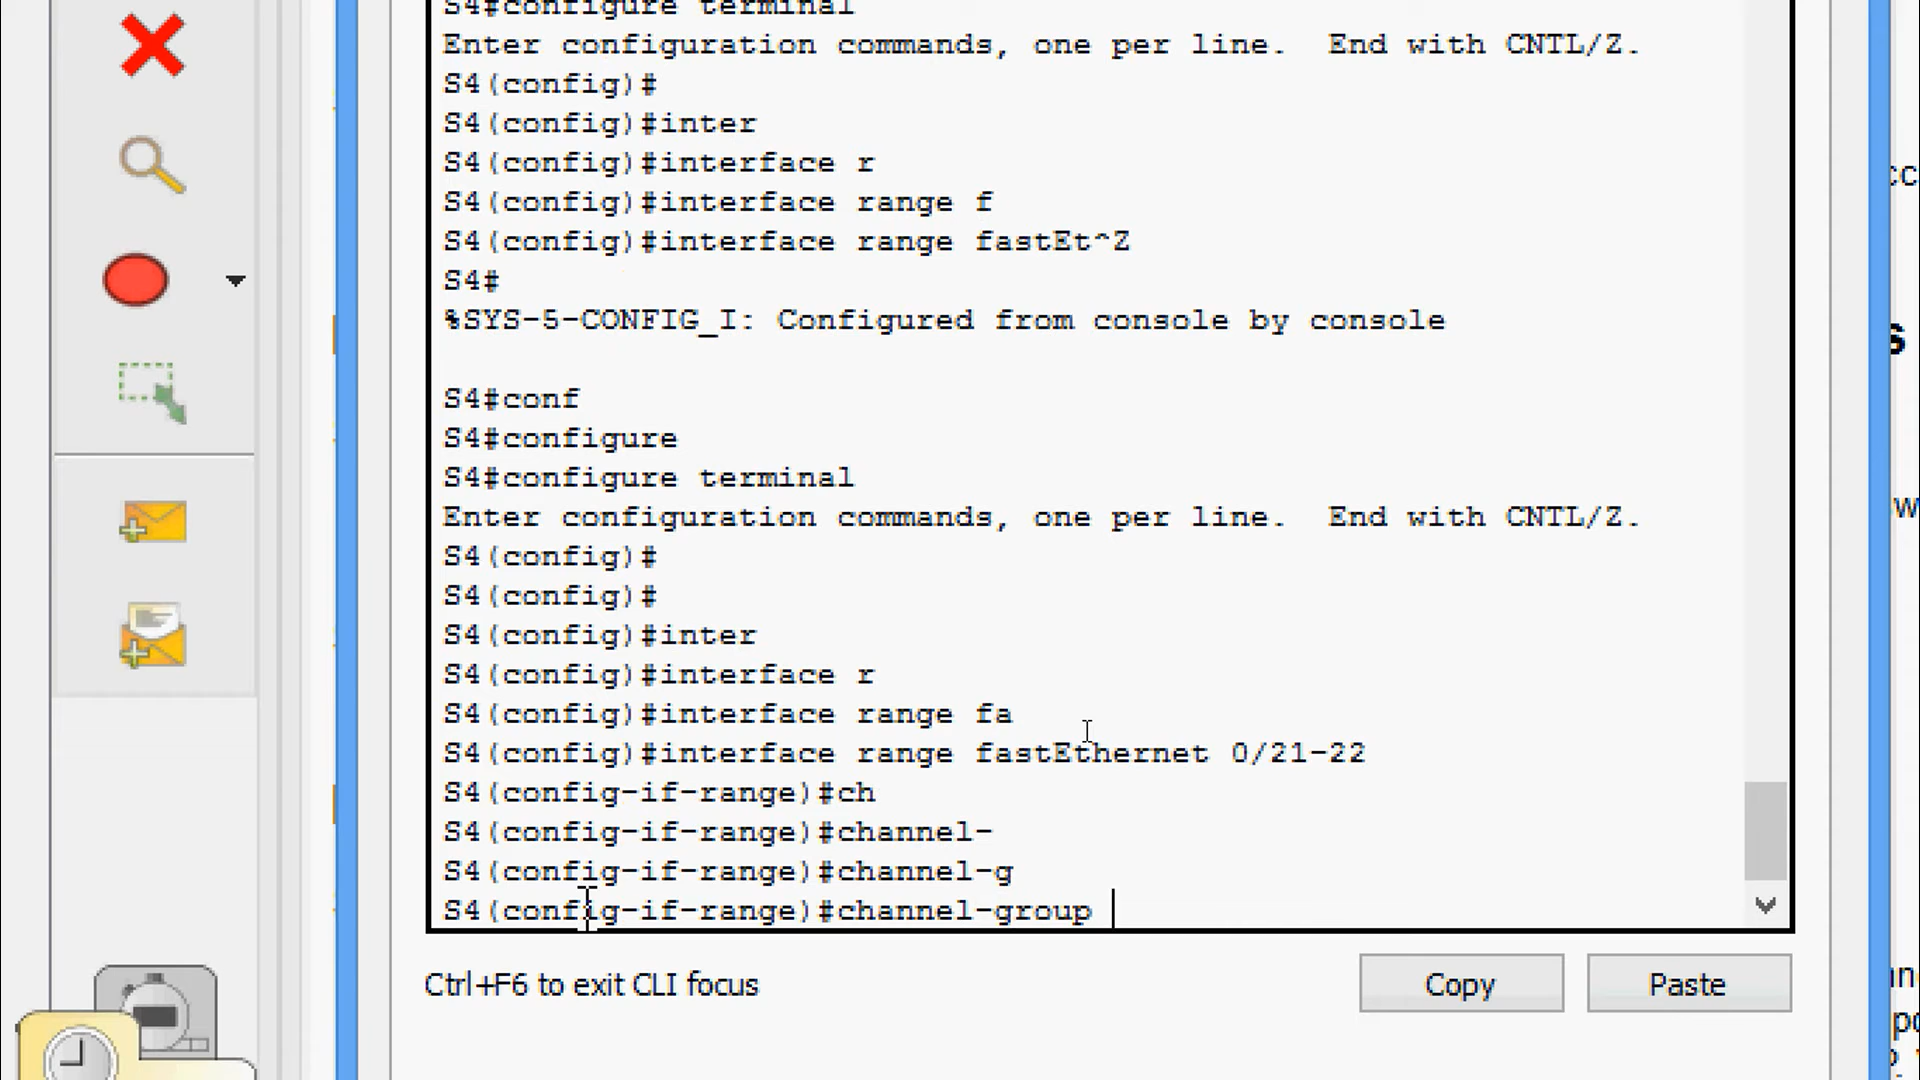 S4#configure terminal
Enter configuration commands, one per line.  End with CNTL/Z.
S4(config)#
S4(config)#inter
S4(config)#interface r
S4(config)#interface range f
S4(config)#interface range fastEt^Z
S4#
%SYS-5-CONFIG_I: Configured from console by console
S4#conf
S4#configure
S4#configure terminal
Enter configuration commands, one per line.  End with CNTL/Z.
S4(config)#
S4(config)#
S4(config)#inter
S4(config)#interface r
S4(config)#interface range fa
S4(config)#interface range fastEthernet 0/21-22
S4(config-if-range)#ch
S4(config-if-range)#channel-
S4(config-if-range)#channel-g
S4(config-if-range)#channel-group
Ctrl+F6 to exit CLI focus
Copy
Paste